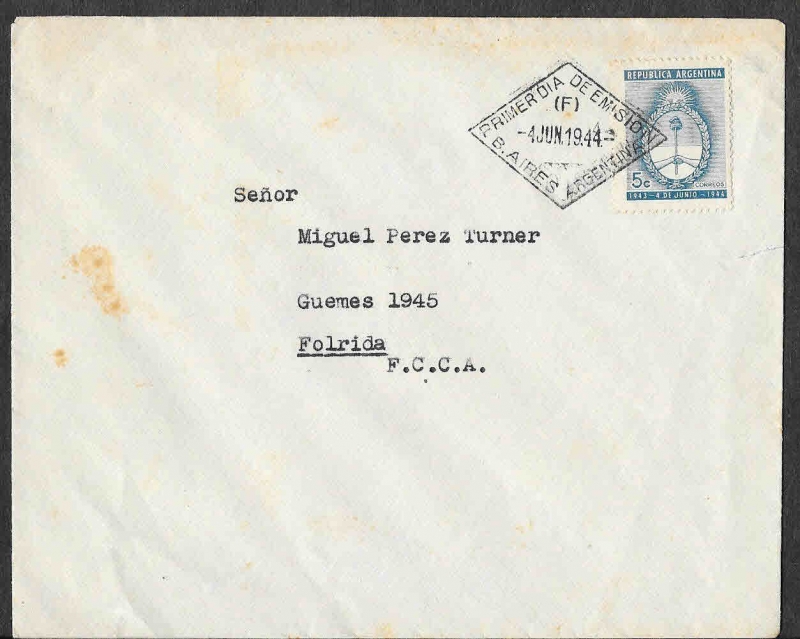 PRIMER DIA DE EMISION
(F)
-4 JUN. 1944-
B. AIRES ARGENTINA
REPUBLICA ARGENTINA
5c
CORREOS
1943 - 4 DE JUNIO - 1944
Señor
Miguel Perez Turner
Guemes 1945
Folrida
F.C.C.A.